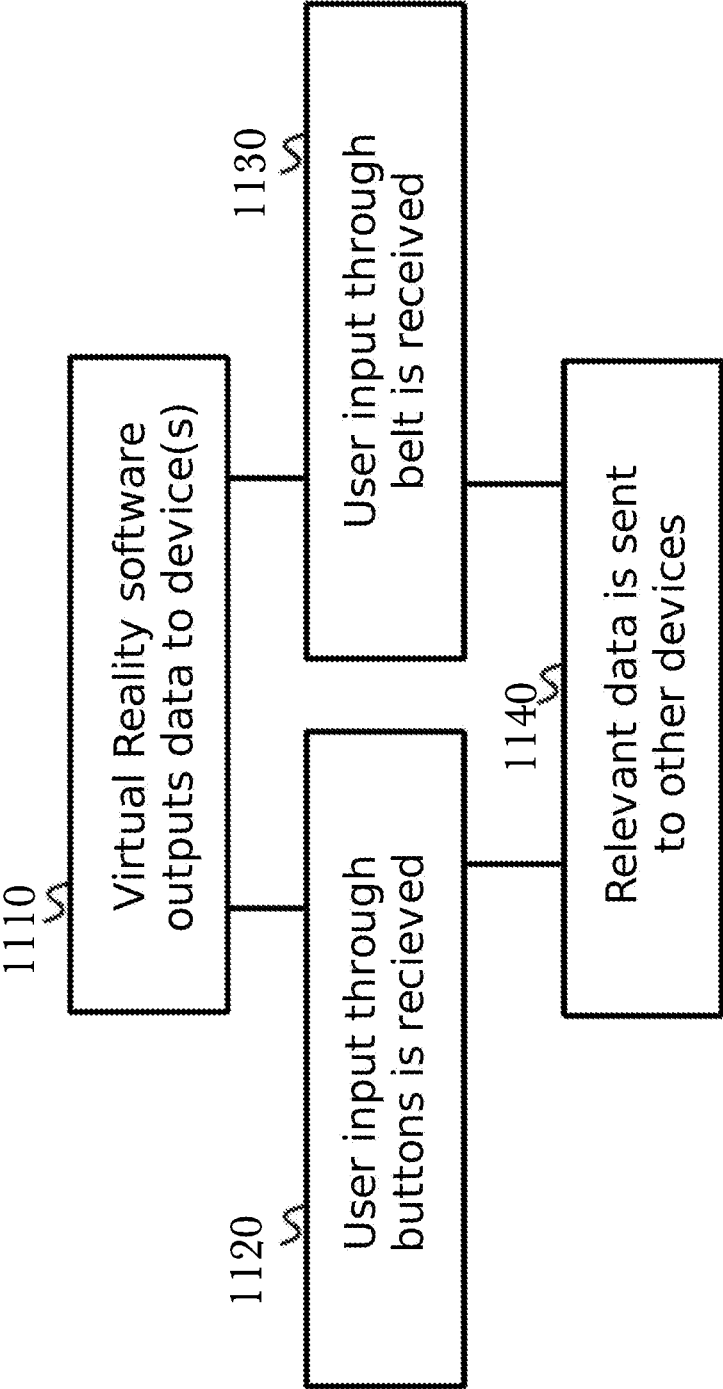 1110
Virtual Reality software
outputs data to device(s)
1120
User input through
buttons is recieved
1130
User input through
belt is received
1140
Relevant data is sent
to other devices